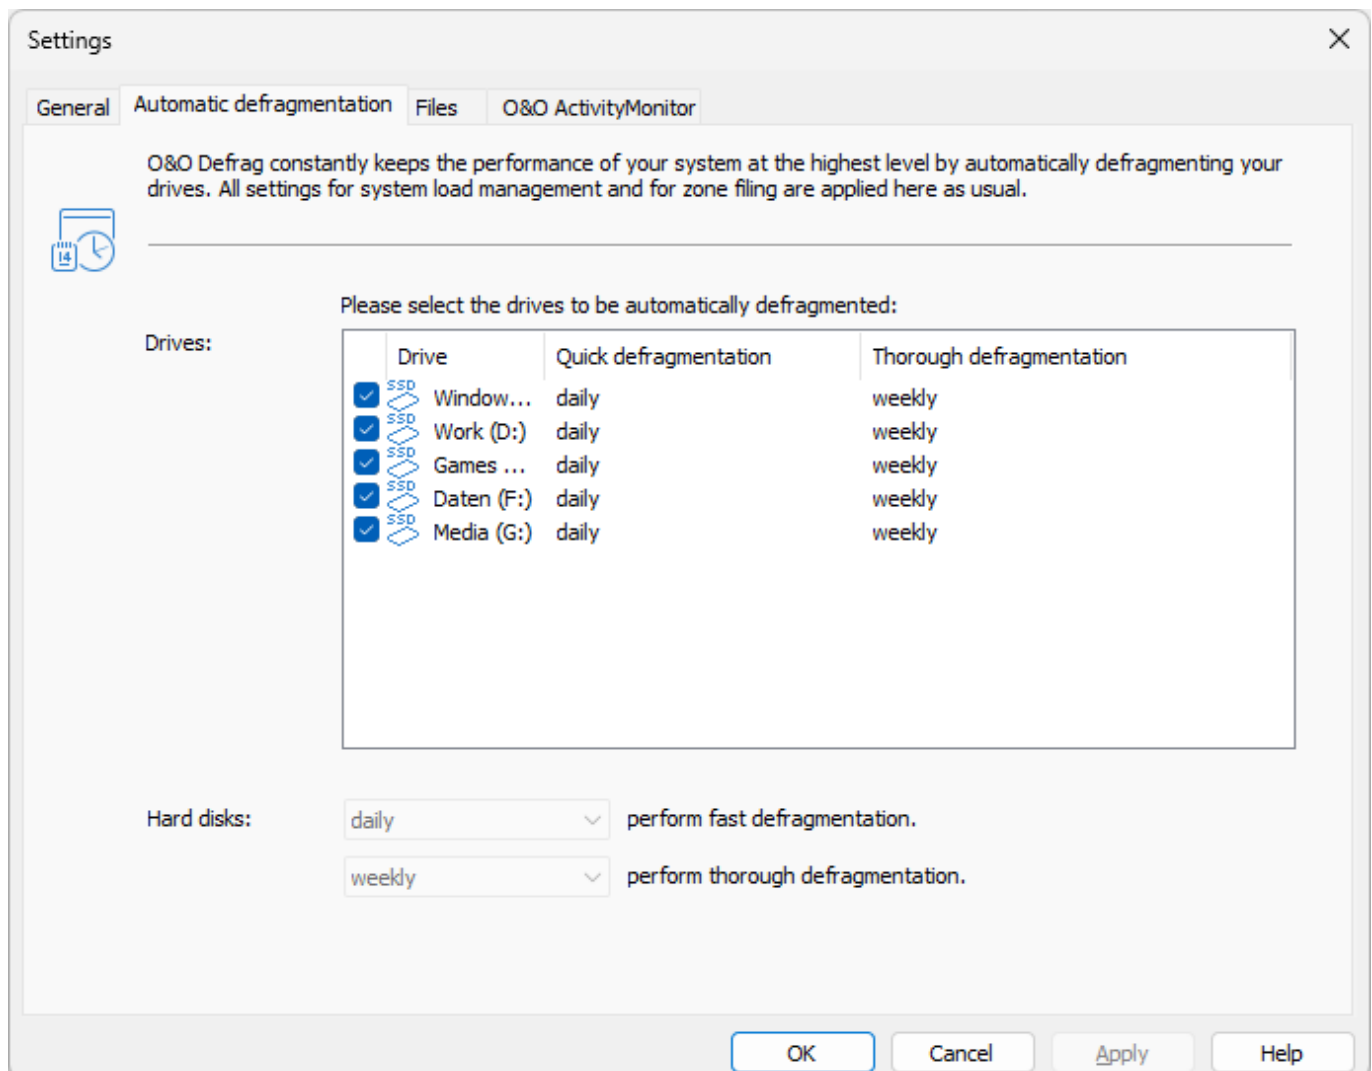 Settings
General Automatic defragmentation Files O&O ActivityMonitor
O&O Defrag constantly keeps the performance of your system at the highest level by automatically defragmenting your
drives. All settings for system load management and for zone filing are applied here as usual.
14
Please select the drives to be automatically defragmented:
Drives:
Drive Quick defragmentation Thorough defragmentation
SSD Window... daily weekly
SSD Work (D:) daily weekly
SSD Games ... daily weekly
SSD Daten (F:) daily weekly
SSD Media (G:) daily weekly
Hard disks: daily perform fast defragmentation.
weekly perform thorough defragmentation.
OK Cancel Apply Help